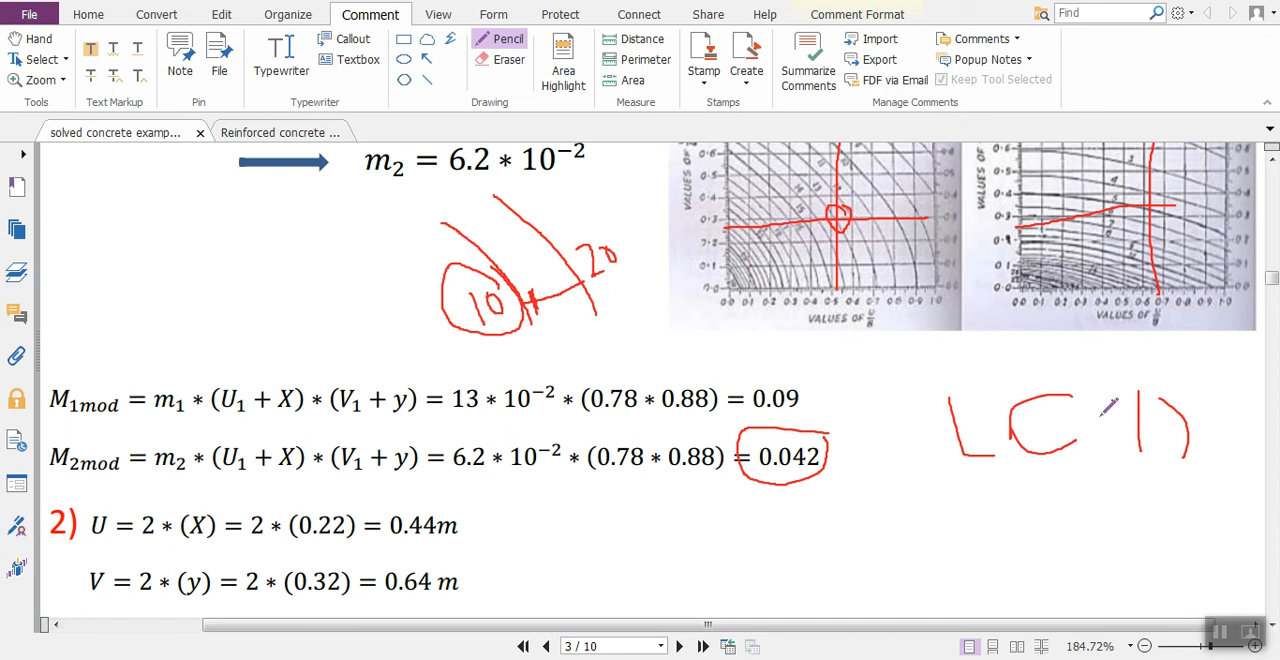 File Home Convert Edit Organize Comment View Form Protect Connect Share Help Comment Format Find
Hand Select Zoom Tools
Text Markup
Note File Pin
Typewriter Callout Textbox Typewriter
Pencil Eraser Drawing
Area Highlight Distance Perimeter Area Measure
Stamp Create Stamps
Summarize Comments Import Export FDF via Email Comments Popup Notes Keep Tool Selected Manage Comments
solved concrete examp... Reinforced concrete ...
m₂ = 6.2 * 10⁻²
20
10
VALUES OF
VALUES OF
VALUES OF
VALUES OF
M₁mod = m₁ * (U₁ + X) * (V₁ + y) = 13 * 10⁻² * (0.78 * 0.88) = 0.09
M₂mod = m₂ * (U₁ + X) * (V₁ + y) = 6.2 * 10⁻² * (0.78 * 0.88) = 0.042
2) U = 2 * (X) = 2 * (0.22) = 0.44m
V = 2 * (y) = 2 * (0.32) = 0.64 m
3 / 10 184.72%